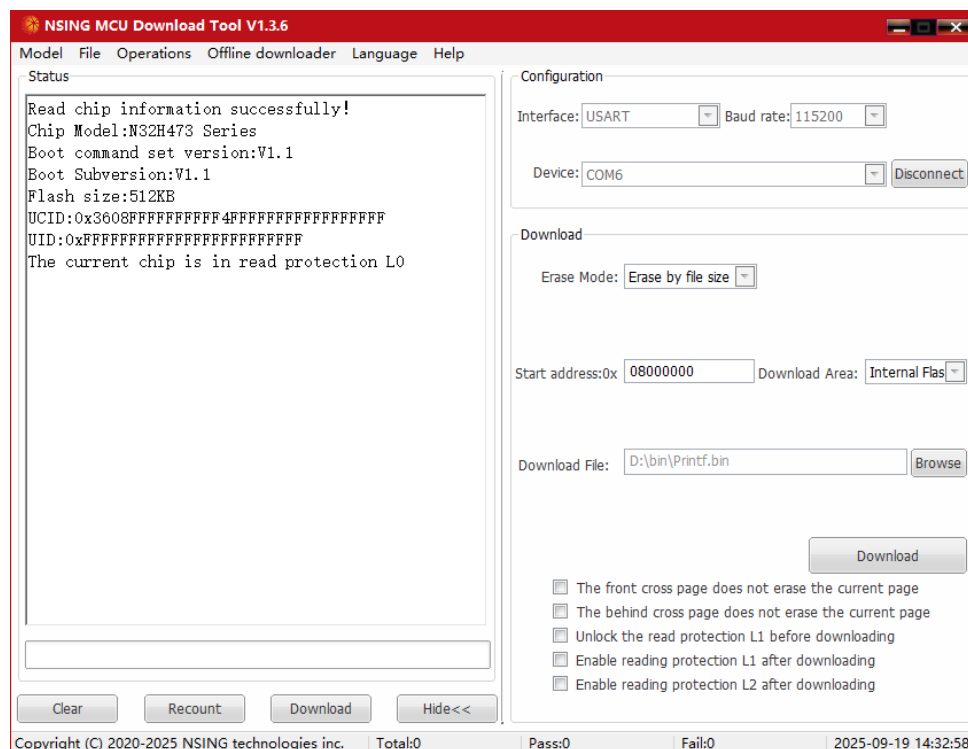 NSING MCU Download Tool V1.3.6
Model File Operations Offline downloader Language Help
Status
Read chip information successfully!
Chip Model:N32H473 Series
Boot command set version:V1.1
Boot Subversion:V1.1
Flash size:512KB
UCID:0x3608FFFFFFFFFF4FFFFFFFFFFFFFFFFF
UID:0xFFFFFFFFFFFFFFFFFFFFFFFF
The current chip is in read protection L0
Clear Recount Download Hide<<
Configuration
Interface: USART Baud rate: 115200
Device: COM6 Disconnect
Download
Erase Mode: Erase by file size
Start address:0x 08000000 Download Area: Internal Flas
Download File: D:\bin\Printf.bin Browse
Download
The front cross page does not erase the current page
The behind cross page does not erase the current page
Unlock the read protection L1 before downloading
Enable reading protection L1 after downloading
Enable reading protection L2 after downloading
Copyright (C) 2020-2025 NSING technologies inc. Total:0 Pass:0 Fail:0 2025-09-19 14:32:58